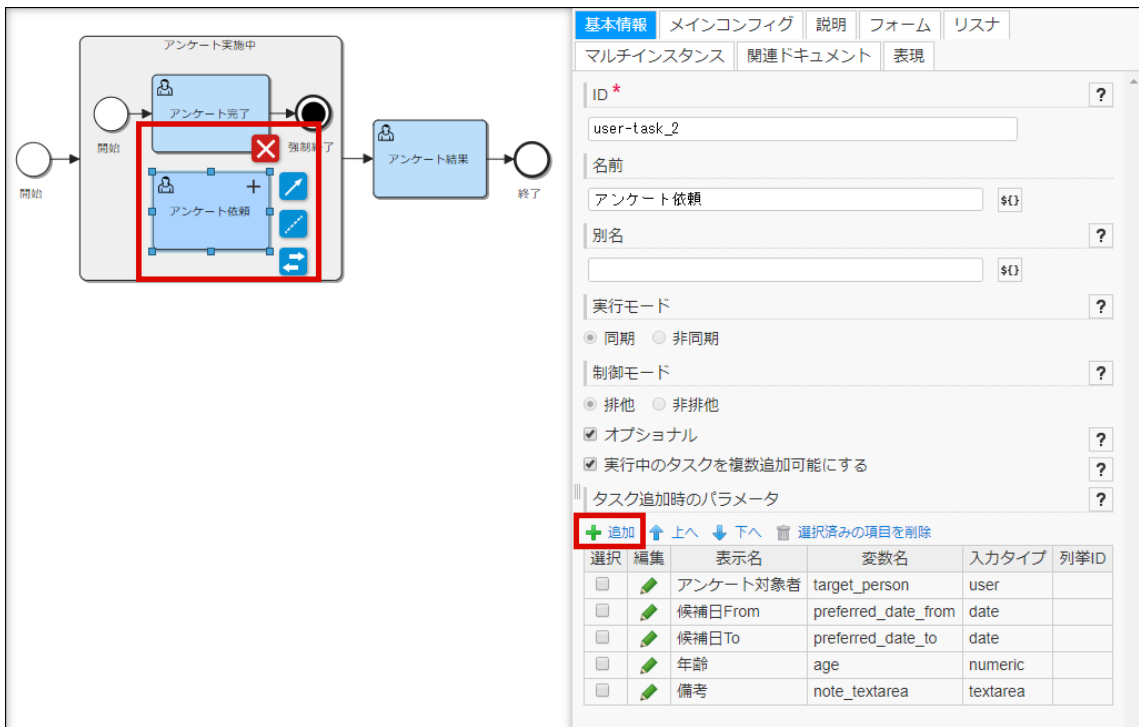 アンケート実施中
アンケート完了
開始
強制終了
アンケート依頼
開始
アンケート結果
終了
基本情報 メインコンフィグ 説明 フォーム リスナ
マルチインスタンス 関連ドキュメント 表現
ID * ?
user-task_2
名前
アンケート依頼 ${}
別名 ?
${}
実行モード ?
同期 非同期
制御モード ?
排他 非排他
オプショナル ?
実行中のタスクを複数追加可能にする ?
タスク追加時のパラメータ ?
追加 上へ 下へ 選択済みの項目を削除
選択 編集 表示名 変数名 入力タイプ 列挙ID
アンケート対象者 target_person user
候補日From preferred_date_from date
候補日To preferred_date_to date
年齢 age numeric
備考 note_textarea textarea